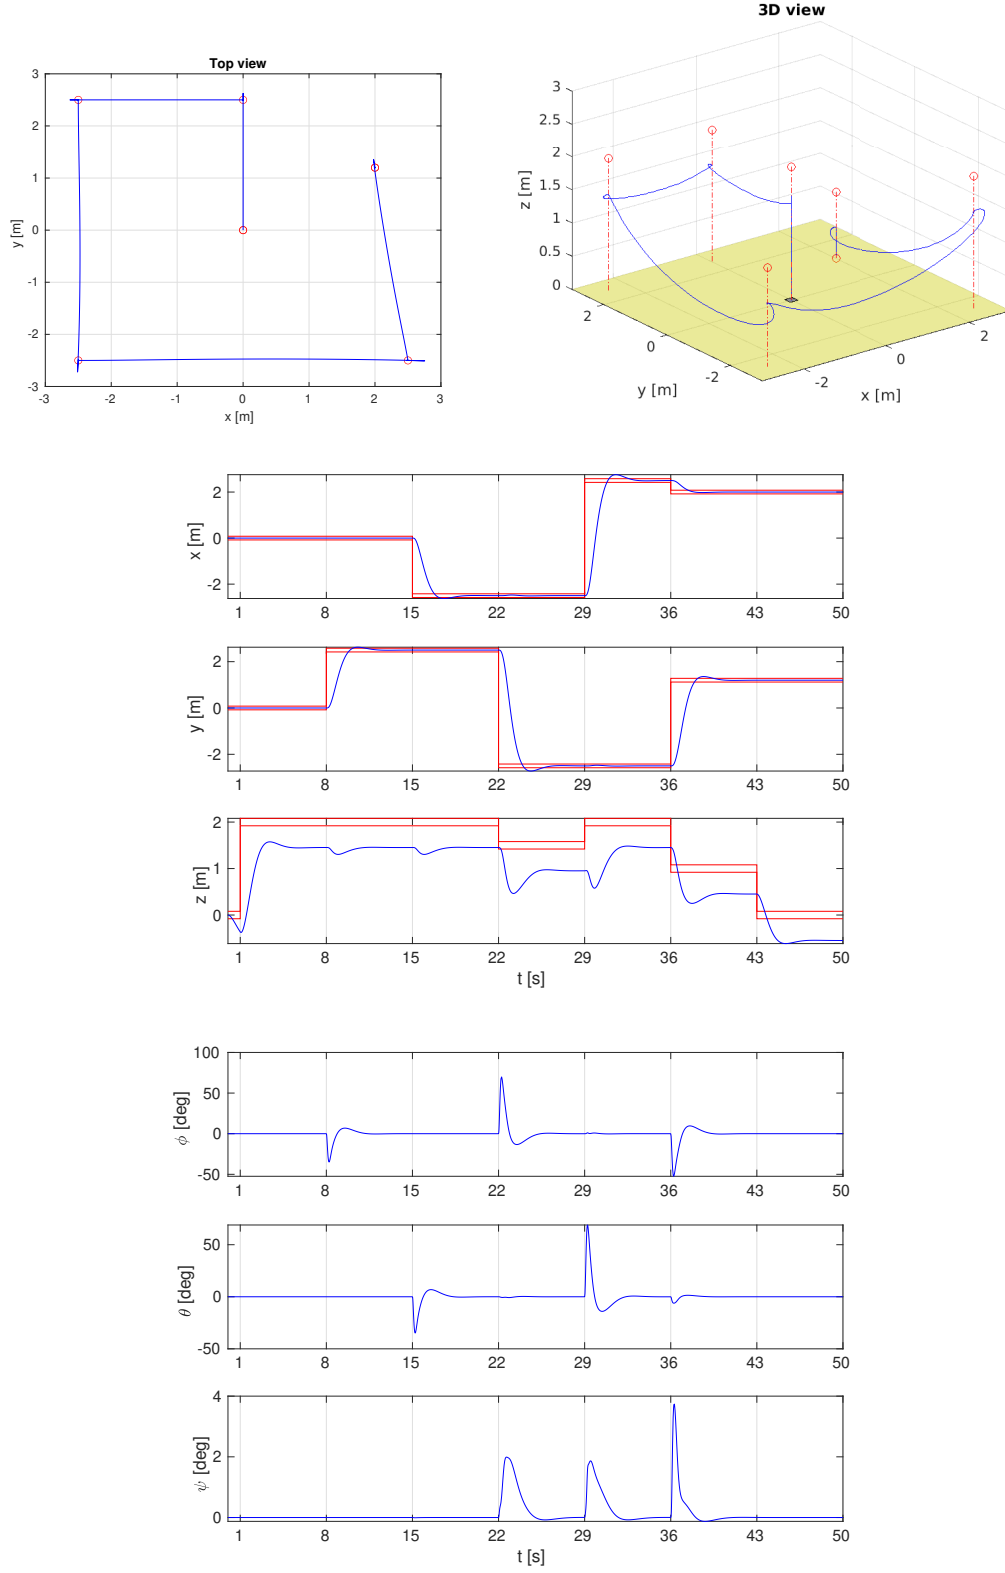 Top view
3
2
1
0
-1
-2
-3
y [m]
-3 -2 -1 0 1 2 3
x [m]
3D view
3
2.5
2
1.5
1
0.5
0
z [m]
2
0
-2
y [m]
-2
0
2
x [m]
2
0
-2
x [m]
1 8 15 22 29 36 43 50
2
0
-2
y [m]
1 8 15 22 29 36 43 50
2
1
0
z [m]
1 8 15 22 29 36 43 50
t [s]
100
50
0
-50
ϕ [deg]
1 8 15 22 29 36 43 50
50
0
-50
θ [deg]
1 8 15 22 29 36 43 50
4
2
0
ψ [deg]
1 8 15 22 29 36 43 50
t [s]